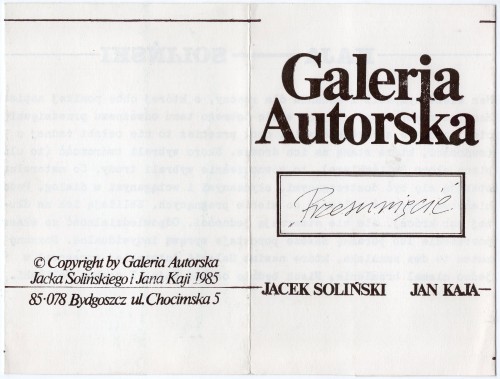 Galeria
Autorska
„Przesunięcie”
© Copyright by Galeria Autorska
Jacka Solińskiego i Jana Kaji 1985
85-078 Bydgoszcz ul. Chocimska 5
JACEK SOLIŃSKI JAN KAJA